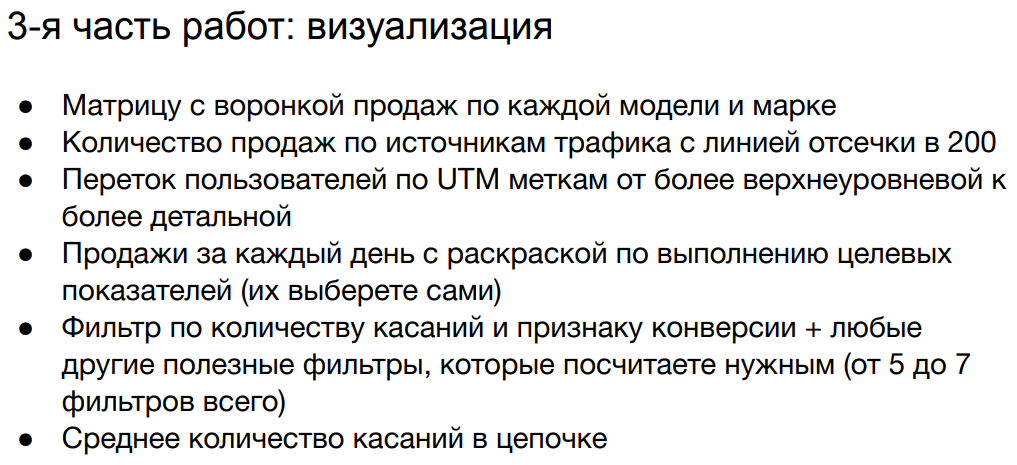 3-я часть работ: визуализация
● Матрицу с воронкой продаж по каждой модели и марке
● Количество продаж по источникам трафика с линией отсечки в 200
● Переток пользователей по UTM меткам от более верхнеуровневой к
более детальной
● Продажи за каждый день с раскраской по выполнению целевых
показателей (их выберете сами)
● Фильтр по количеству касаний и признаку конверсии + любые
другие полезные фильтры, которые посчитаете нужным (от 5 до 7
фильтров всего)
● Среднее количество касаний в цепочке